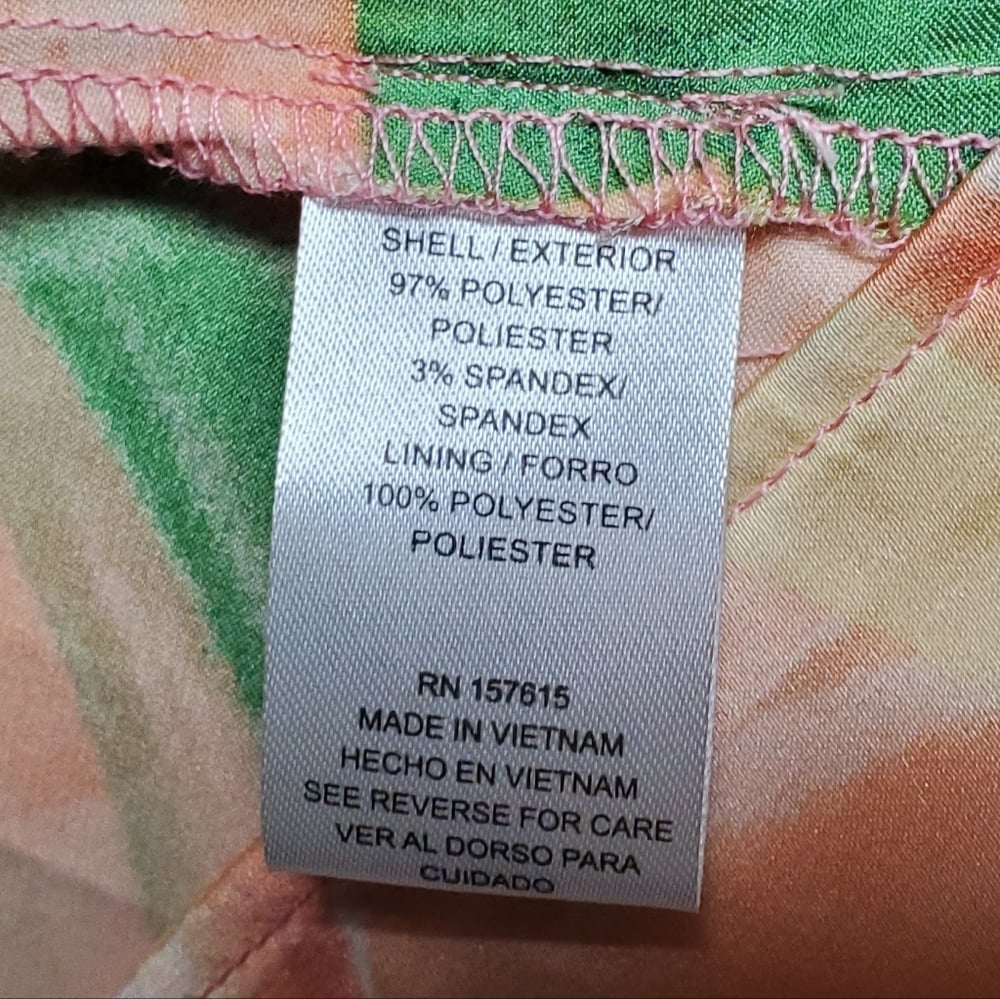 SHELL / EXTERIOR
97% POLYESTER/
POLIESTER
3% SPANDEX/
SPANDEX
LINING / FORRO
100% POLYESTER/
POLIESTER
RN 157615
MADE IN VIETNAM
HECHO EN VIETNAM
SEE REVERSE FOR CARE
VER AL DORSO PARA
CUIDADO